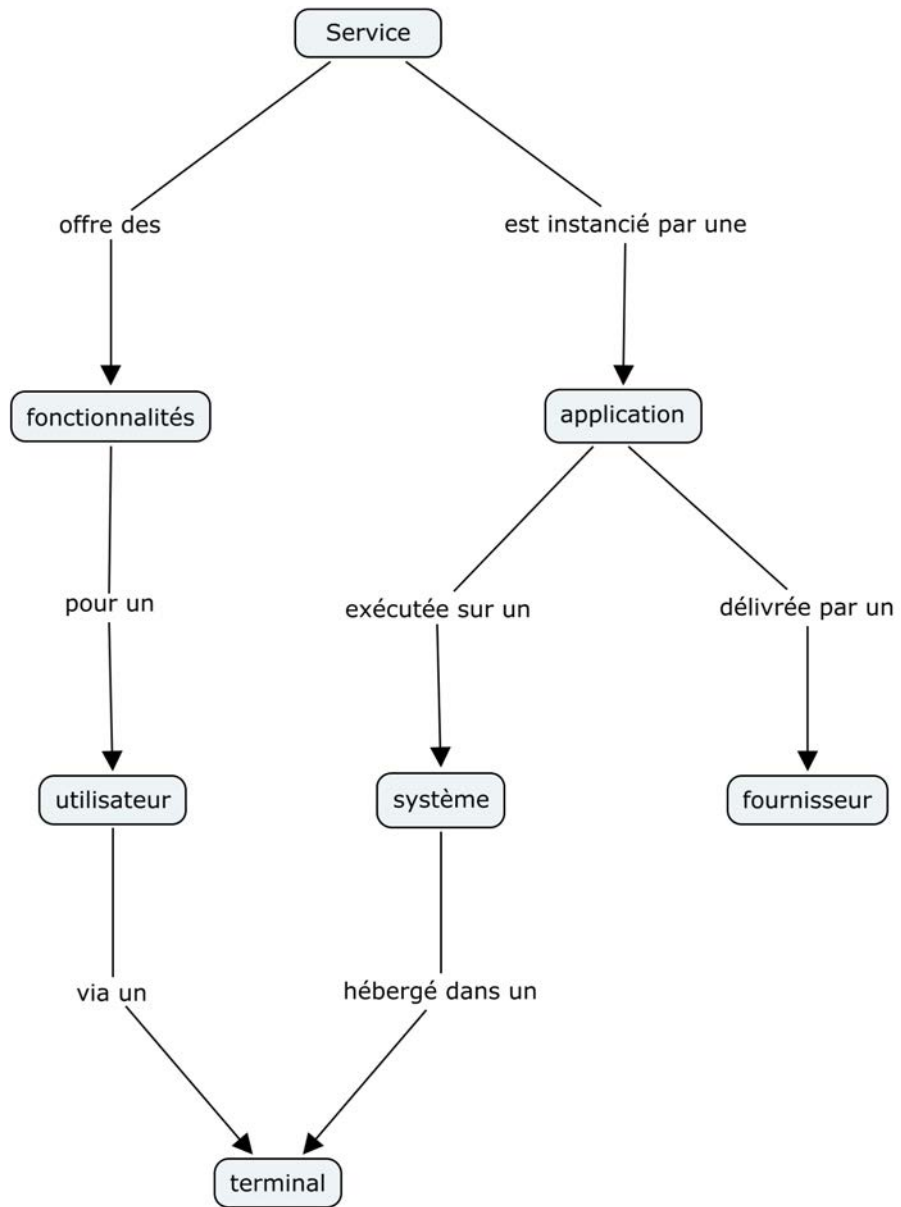 Service
offre des
est instancié par une
fonctionnalités
application
pour un
exécutée sur un
délivrée par un
utilisateur
système
fournisseur
via un
hébergé dans un
terminal